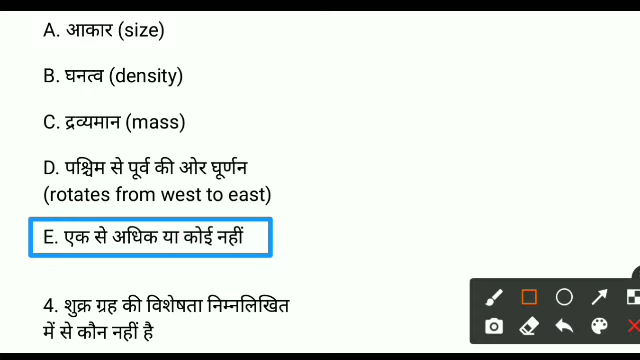 A. आकार (size)
B. घनत्व (density)
C. द्रव्यमान (mass)
D. पश्चिम से पूर्व की ओर घूर्णन
(rotates from west to east)
E. एक से अधिक या कोई नहीं
4. शुक्र ग्रह की विशेषता निम्नलिखित
में से कौन नहीं है